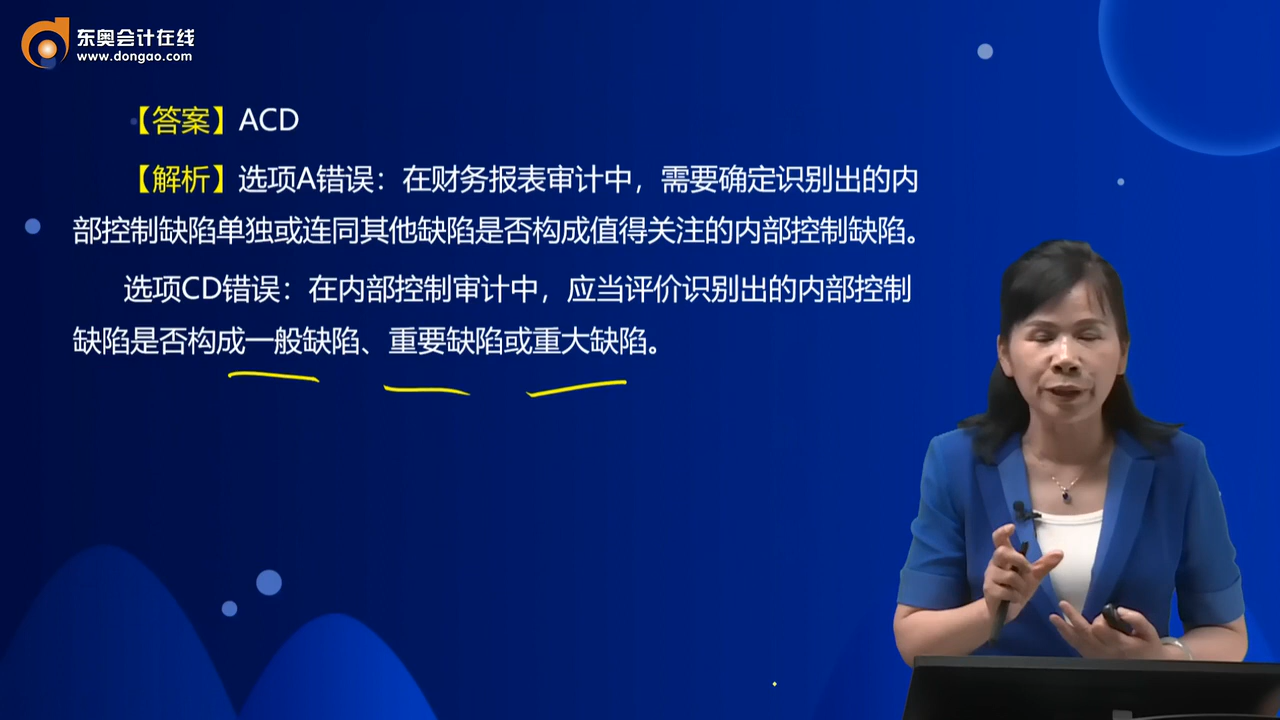 东奥会计在线
www.dongao.com
【答案】ACD
【解析】选项A错误：在财务报表审计中，需要确定识别出的内
部控制缺陷单独或连同其他缺陷是否构成值得关注的内部控制缺陷。
选项CD错误：在内部控制审计中，应当评价识别出的内部控制
缺陷是否构成一般缺陷、重要缺陷或重大缺陷。